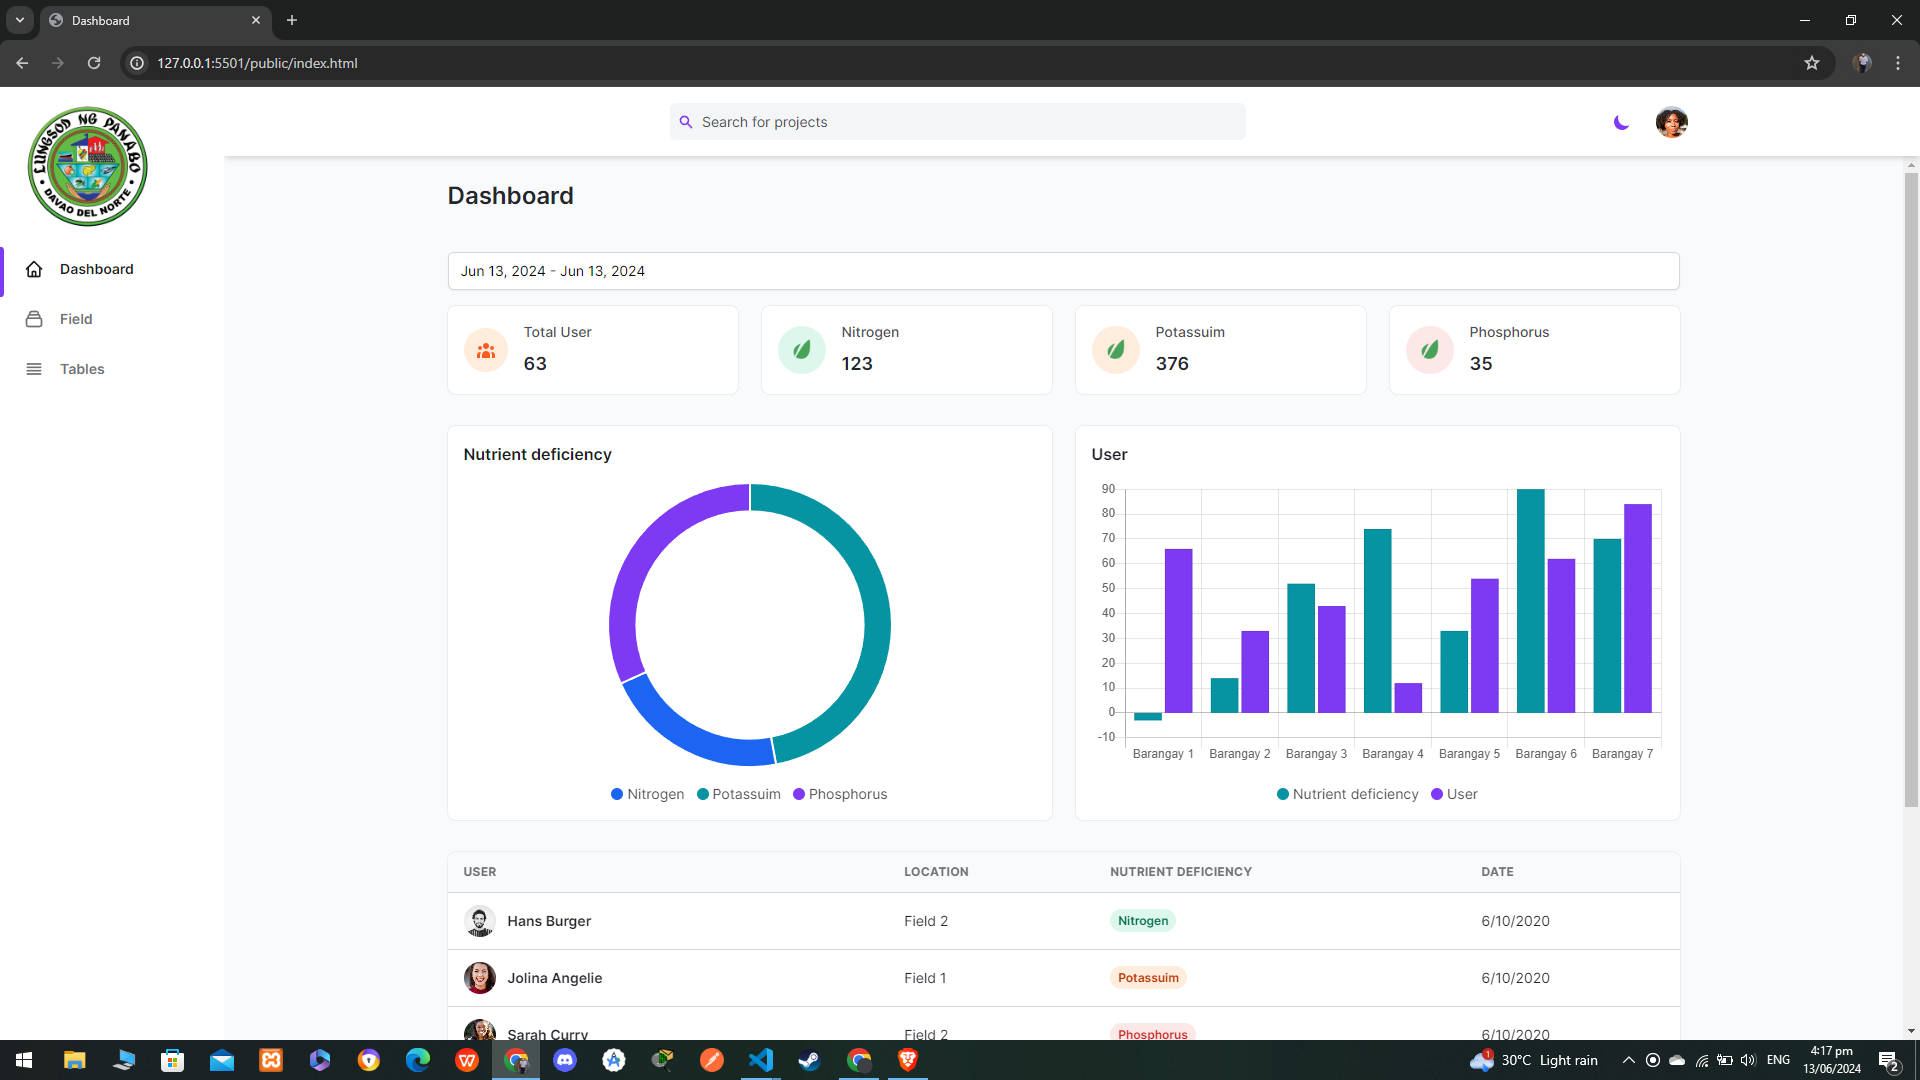 Dashboard
127.0.0.1:5501/public/index.html
LUNGSOD NG PANABO
DAVAO DEL NORTE
Search for projects
Dashboard
Field
Tables
Dashboard
Jun 13, 2024 - Jun 13, 2024
Total User
63
Nitrogen
123
Potassuim
376
Phosphorus
35
Nutrient deficiency
Nitrogen Potassuim Phosphorus
User
90
80
70
60
50
40
30
20
10
0
-10
Barangay 1 Barangay 2 Barangay 3 Barangay 4 Barangay 5 Barangay 6 Barangay 7
Nutrient deficiency User
USER LOCATION NUTRIENT DEFICIENCY DATE
Hans Burger Field 2 Nitrogen 6/10/2020
Jolina Angelie Field 1 Potassuim 6/10/2020
Sarah Curry Field 2 Phosphorus 6/10/2020
1
30°C Light rain
ENG
4:17 pm
13/06/2024
2